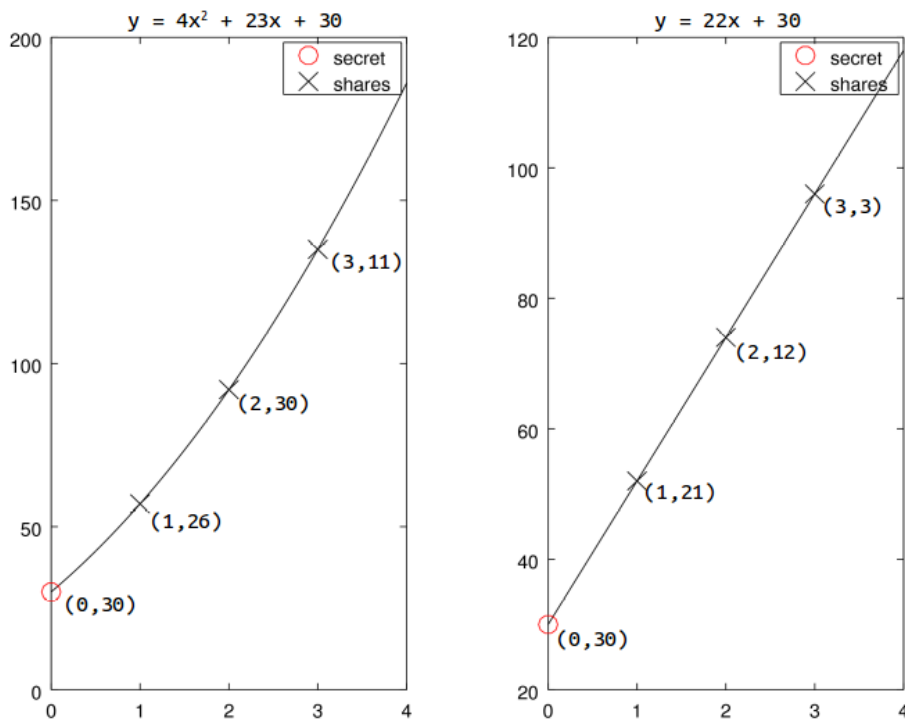 y = 4x² + 23x + 30
200
150
100
50
0
0 1 2 3 4
secret
shares
(3,11)
(2,30)
(1,26)
(0,30)
y = 22x + 30
120
100
80
60
40
20
0 1 2 3 4
secret
shares
(3,3)
(2,12)
(1,21)
(0,30)